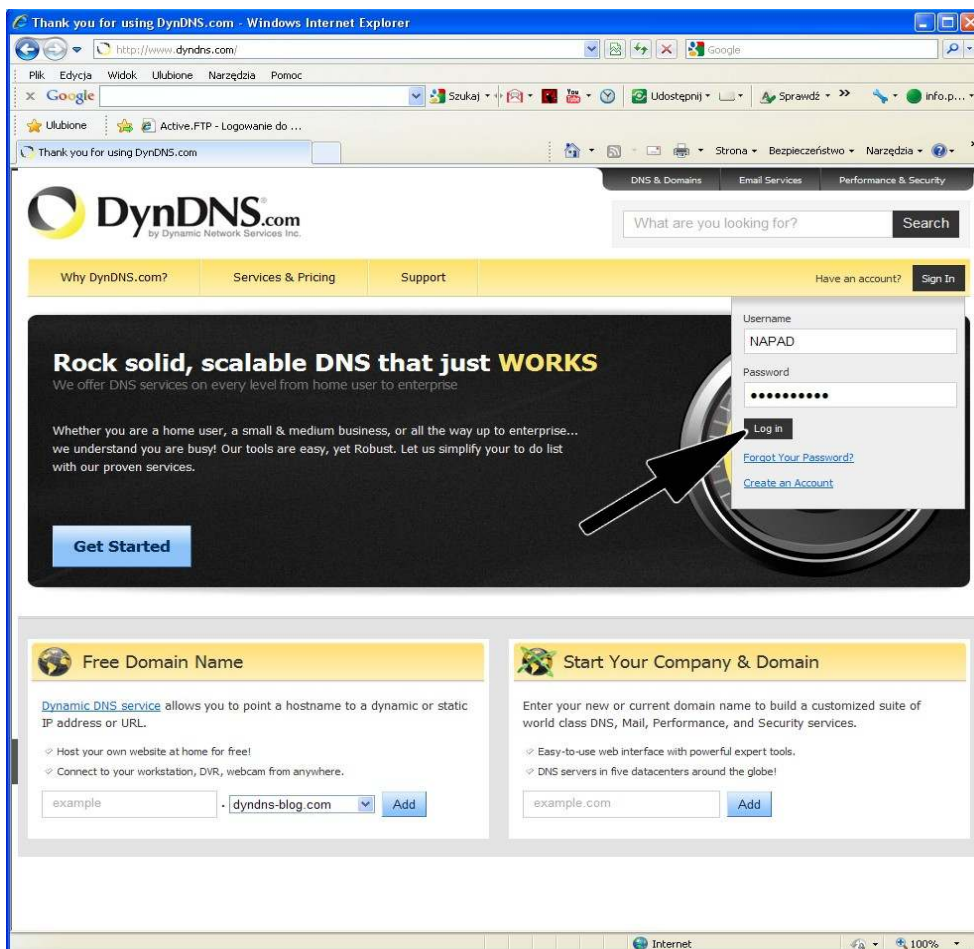 Thank you for using DynDNS.com - Windows Internet Explorer
http://www.dyndns.com/
Google
Plik Edycja Widok Ulubione Narzędzia Pomoc
x Google Szukaj You Udostępnij Sprawdź >> info.p...
Ulubione Active.FTP - Logowanie do ...
Thank you for using DynDNS.com
Strona Bezpieczeństwo Narzędzia
DNS & Domains Email Services Performance & Security
DynDNS.com
by Dynamic Network Services Inc.
What are you looking for? Search
Why DynDNS.com? Services & Pricing Support Have an account? Sign In
Username
NAPAD
Password
••••••••••
Log in
Forgot Your Password?
Create an Account
Rock solid, scalable DNS that just WORKS
We offer DNS services on every level from home user to enterprise
Whether you are a home user, a small & medium business, or all the way up to enterprise...
we understand you are busy! Our tools are easy, yet Robust. Let us simplify your to do list
with our proven services.
Get Started
Free Domain Name
Dynamic DNS service allows you to point a hostname to a dynamic or static
IP address or URL.
Host your own website at home for free!
Connect to your workstation, DVR, webcam from anywhere.
example . dyndns-blog.com Add
Start Your Company & Domain
Enter your new or current domain name to build a customized suite of
world class DNS, Mail, Performance, and Security services.
Easy-to-use web interface with powerful expert tools.
DNS servers in five datacenters around the globe!
example.com Add
Internet 100%